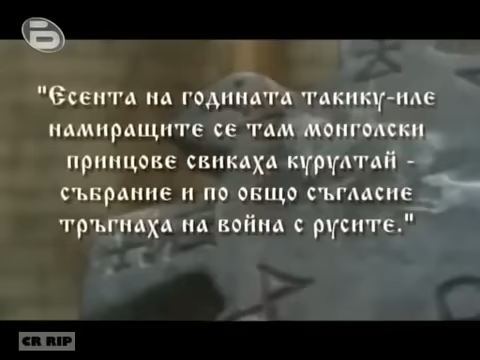 "Есента на годината такику-иле
намиращите се там монголски
принцове свикаха курултай -
събрание и по общо съгласие
тръгнаха на война с русите."
CR RIP